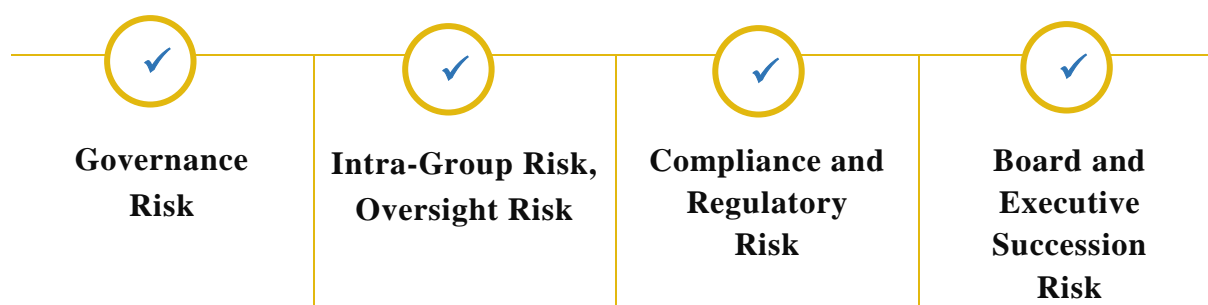 Governance
Risk
Intra-Group Risk,
Oversight Risk
Compliance and
Regulatory
Risk
Board and
Executive
Succession
Risk